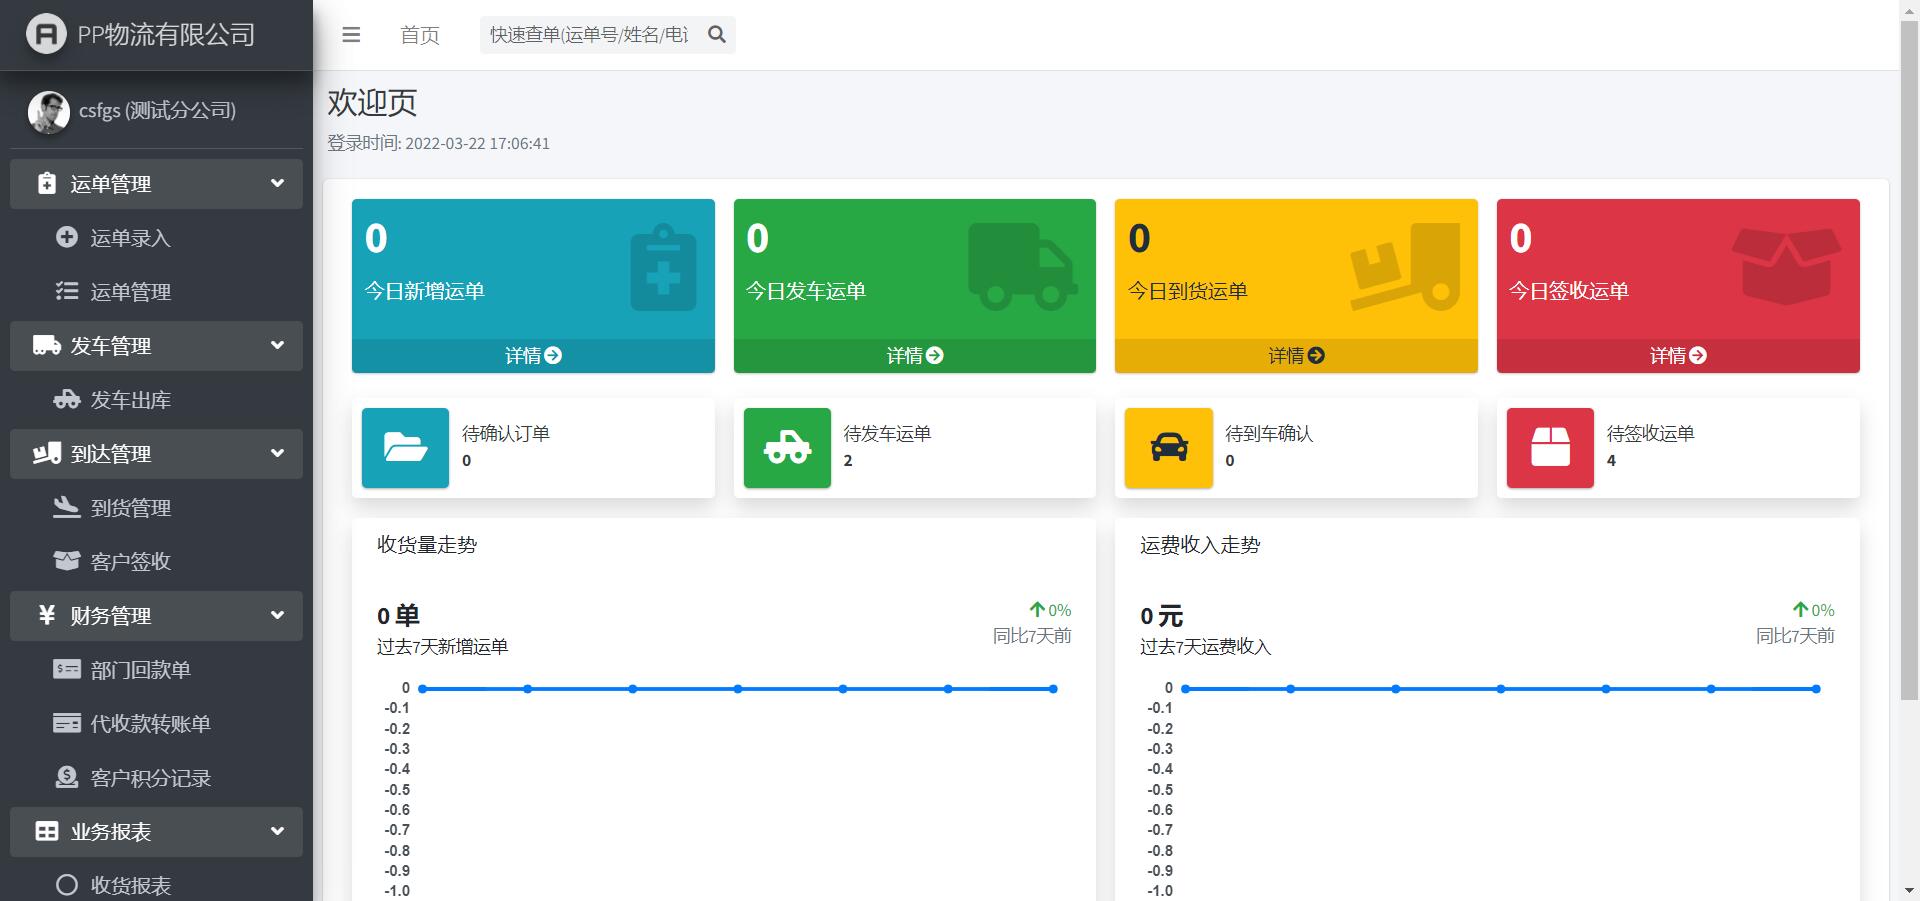 PP物流有限公司
首页
快速查单(运单号/姓名/电
csfgs (测试分公司)
欢迎页
登录时间: 2022-03-22 17:06:41
运单管理
运单录入
运单管理
发车管理
发车出库
到达管理
到货管理
客户签收
财务管理
部门回款单
代收款转账单
客户积分记录
业务报表
收货报表
0
今日新增运单
详情
0
今日发车运单
详情
0
今日到货运单
详情
0
今日签收运单
详情
待确认订单
0
待发车运单
2
待到车确认
0
待签收运单
4
收货量走势
0 单
过去7天新增运单
0%
同比7天前
0
-0.1
-0.2
-0.3
-0.4
-0.5
-0.6
-0.7
-0.8
-0.9
-1.0
运费收入走势
0 元
过去7天运费收入
0%
同比7天前
0
-0.1
-0.2
-0.3
-0.4
-0.5
-0.6
-0.7
-0.8
-0.9
-1.0